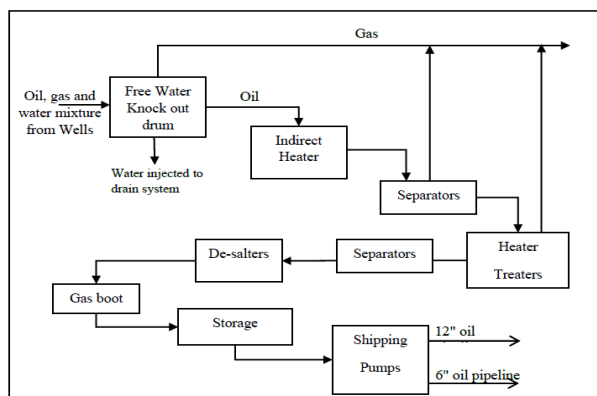 Gas
Oil, gas and
water mixture
from Wells
Free Water
Knock out
drum
Oil
Indirect
Heater
Water injected to
drain system
Separators
De-salters
Separators
Heater
Treaters
Gas boot
Storage
Shipping
Pumps
12" oil
6" oil pipeline